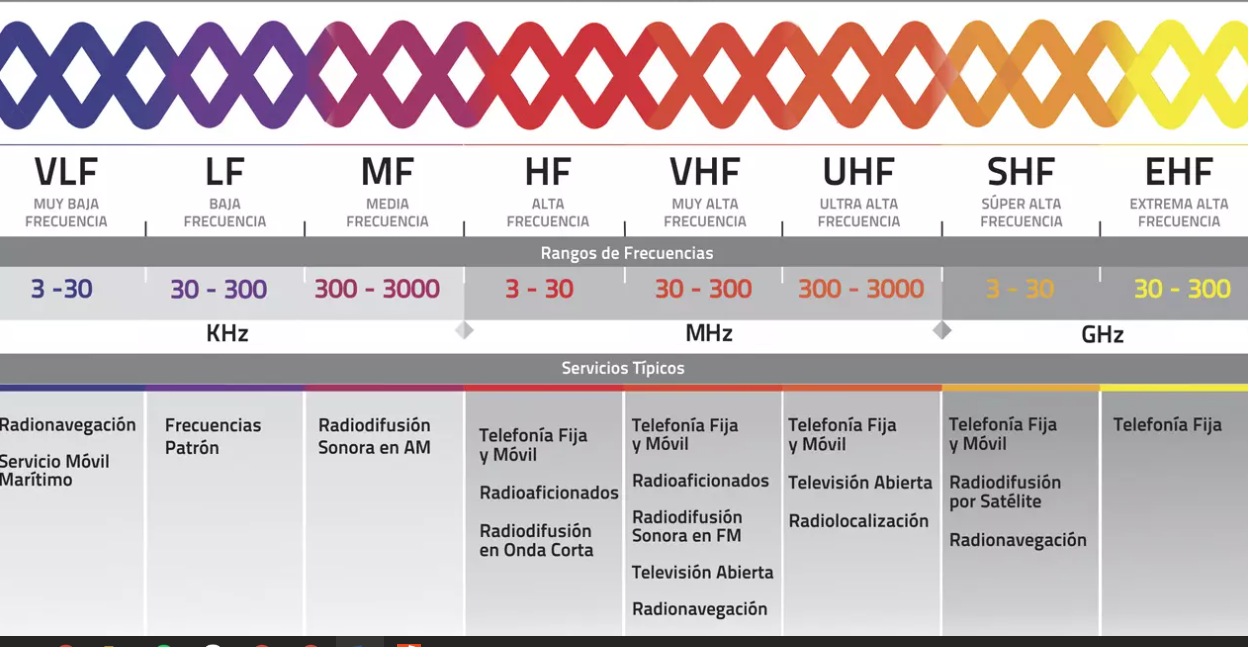 VLF LF MF HF VHF UHF SHF EHF
MUY BAJA BAJA MEDIA ALTA MUY ALTA ULTRA ALTA SÚPER ALTA EXTREMA ALTA
FRECUENCIA FRECUENCIA FRECUENCIA FRECUENCIA FRECUENCIA FRECUENCIA FRECUENCIA FRECUENCIA
Rangos de Frecuencias
3 -30 30 - 300 300 - 3000 3 - 30 30 - 300 300 - 3000 3 - 30 30 - 300
KHz MHz GHz
Servicios Típicos
Radionavegación
Servicio Móvil
Marítimo
Frecuencias
Patrón
Radiodifusión
Sonora en AM
Telefonía Fija
y Móvil
Radioaficionados
Radiodifusión
en Onda Corta
Telefonía Fija
y Móvil
Radioaficionados
Radiodifusión
Sonora en FM
Televisión Abierta
Radionavegación
Telefonía Fija
y Móvil
Televisión Abierta
Radiolocalización
Telefonía Fija
y Móvil
Radiodifusión
por Satélite
Radionavegación
Telefonía Fija